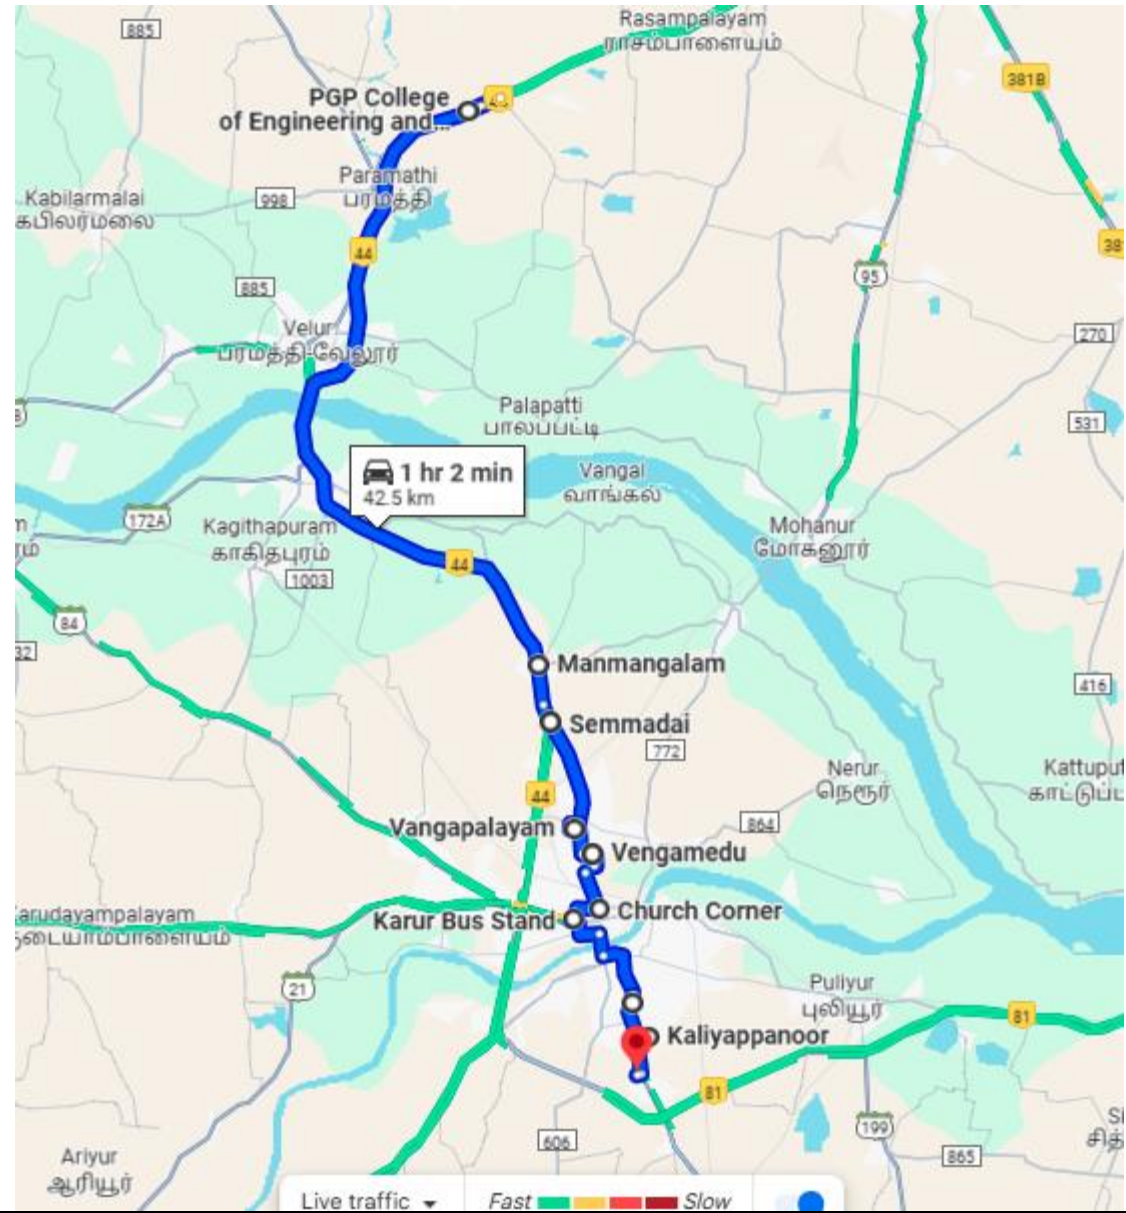 885
Rasampalayam
ராசம்பாளையம்
381B
PGP College
of Engineering and...
Paramathi
பரமத்தி
Kabilarmalai
கபிலர்மலை
998
44
38
95
885
270
Velur
பரமத்தி-வேலூர்
Palapatti
பாலப்பட்டி
531
1 hr 2 min
42.5 km
Vangal
வாங்கல்
172A
Kagithapuram
காகிதபுரம்
Mohanur
மோகனூர்
44
1003
84
32
Manmangalam
416
Semmadai
772
Nerur
நெரூர்
Kattuput
காட்டுப்பு
44
Vangapalayam
864
Vengamedu
Church Corner
arudayampalayam
Karur Bus Stand
21
Puliyur
புலியூர்
81
Kaliyappanoor
81
199
606
865
Ariyur
ஆரியூர்
Live traffic
Fast
Slow